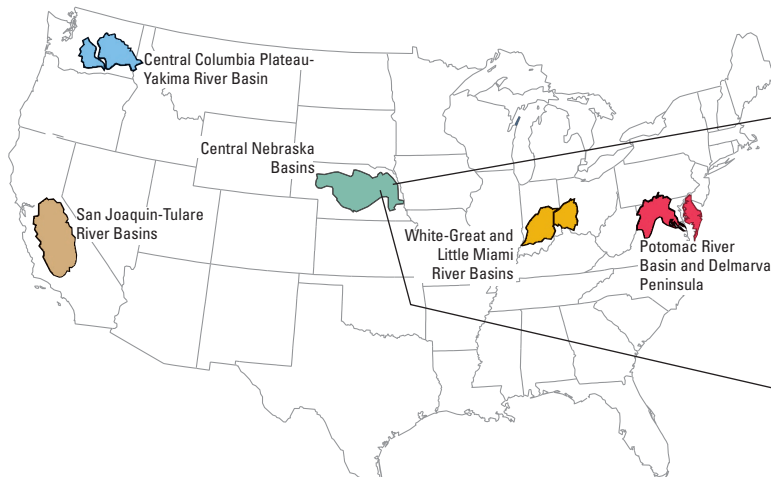 Central Columbia Plateau-
Yakima River Basin
Central Nebraska
Basins
San Joaquin-Tulare
River Basins
White-Great and
Little Miami
River Basins
Potomac River
Basin and Delmarva
Peninsula